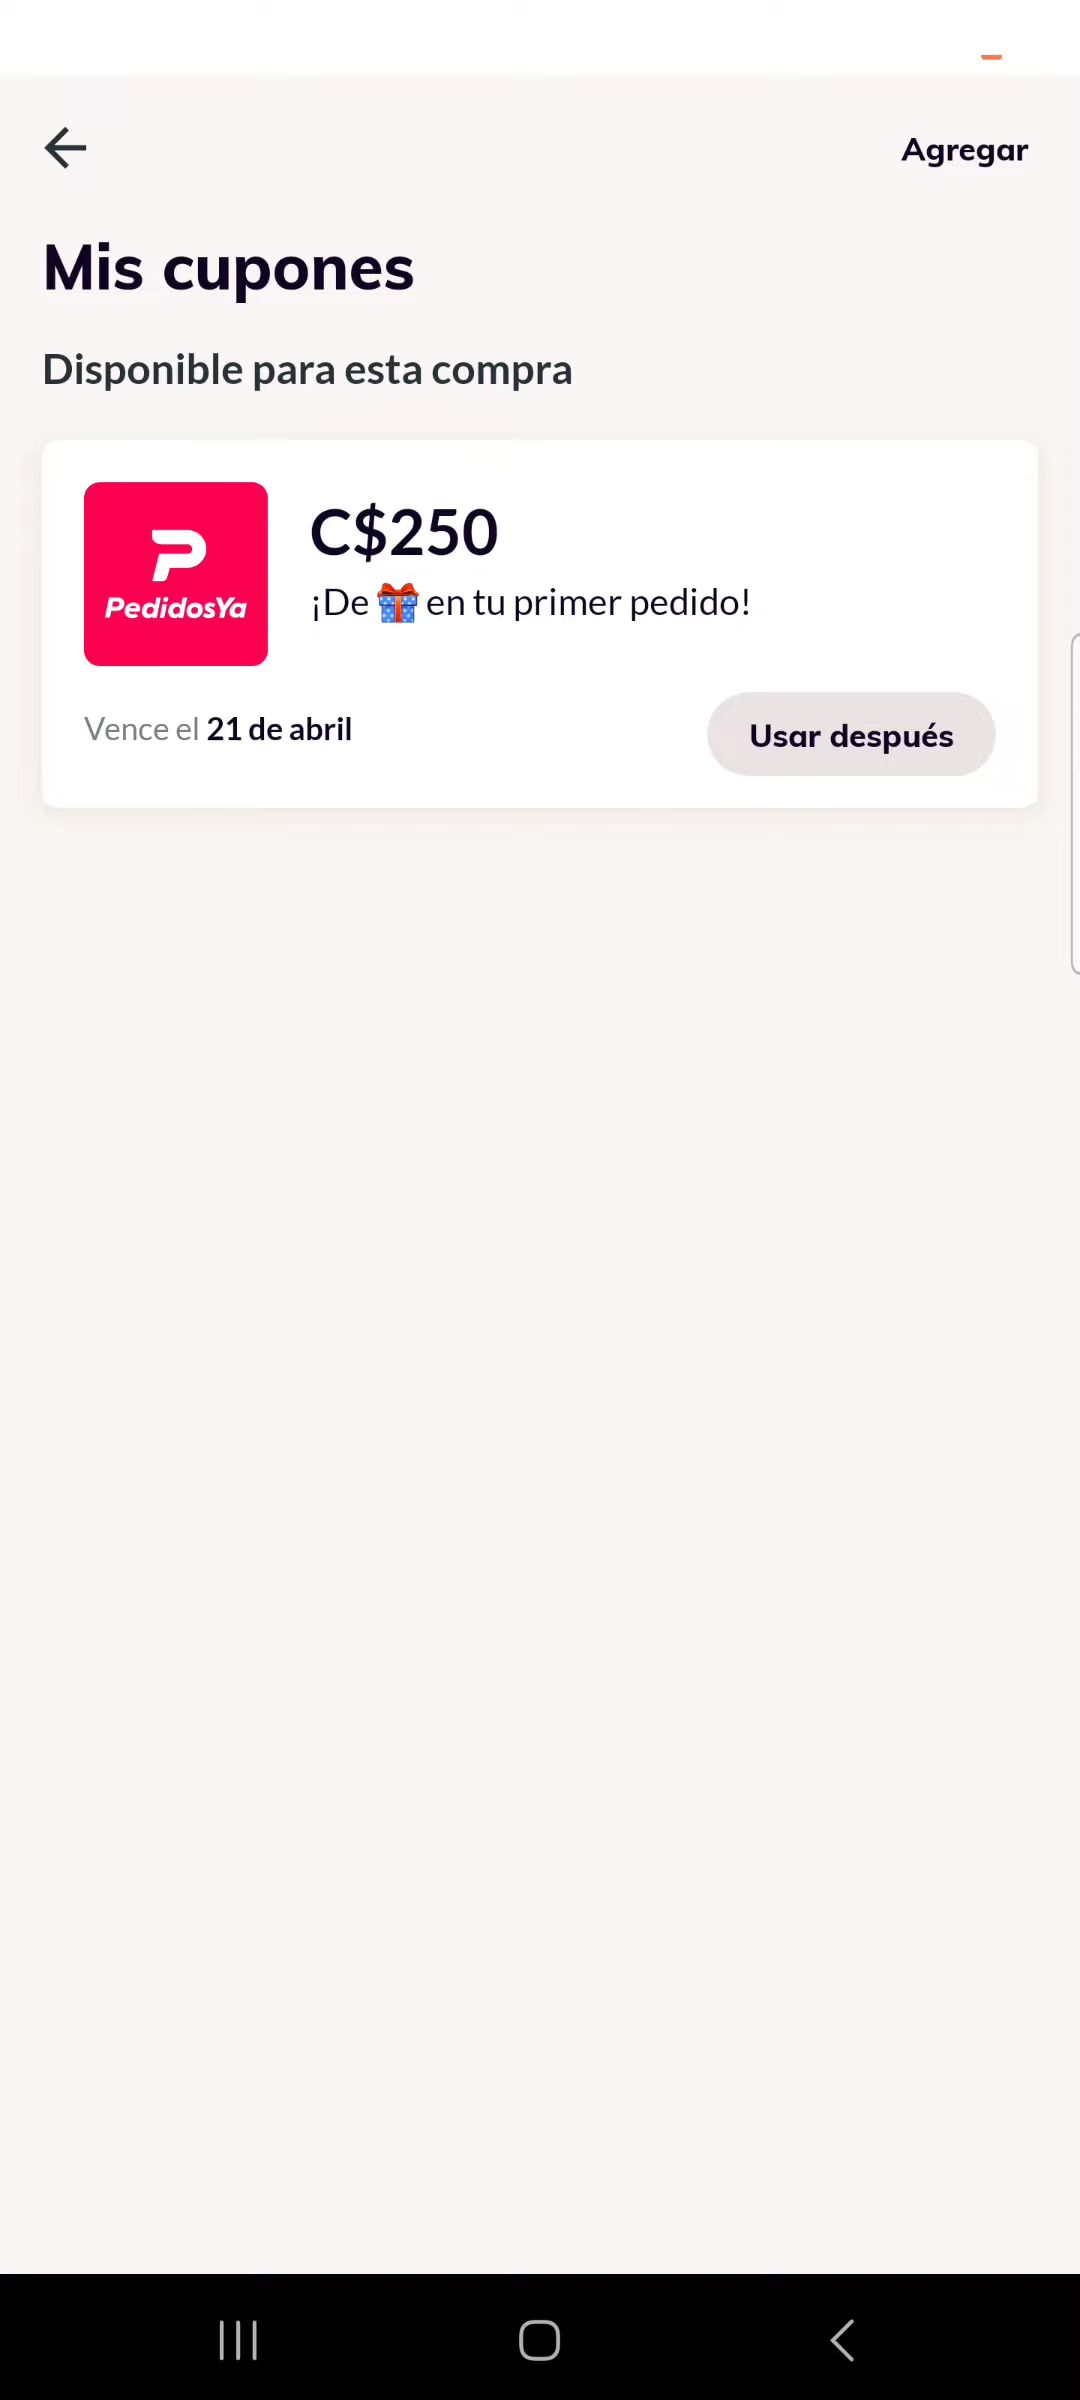 Agregar
Mis cupones
Disponible para esta compra
C$250
¡De 🎁 en tu primer pedido!
PedidosYa
Vence el 21 de abril
Usar después